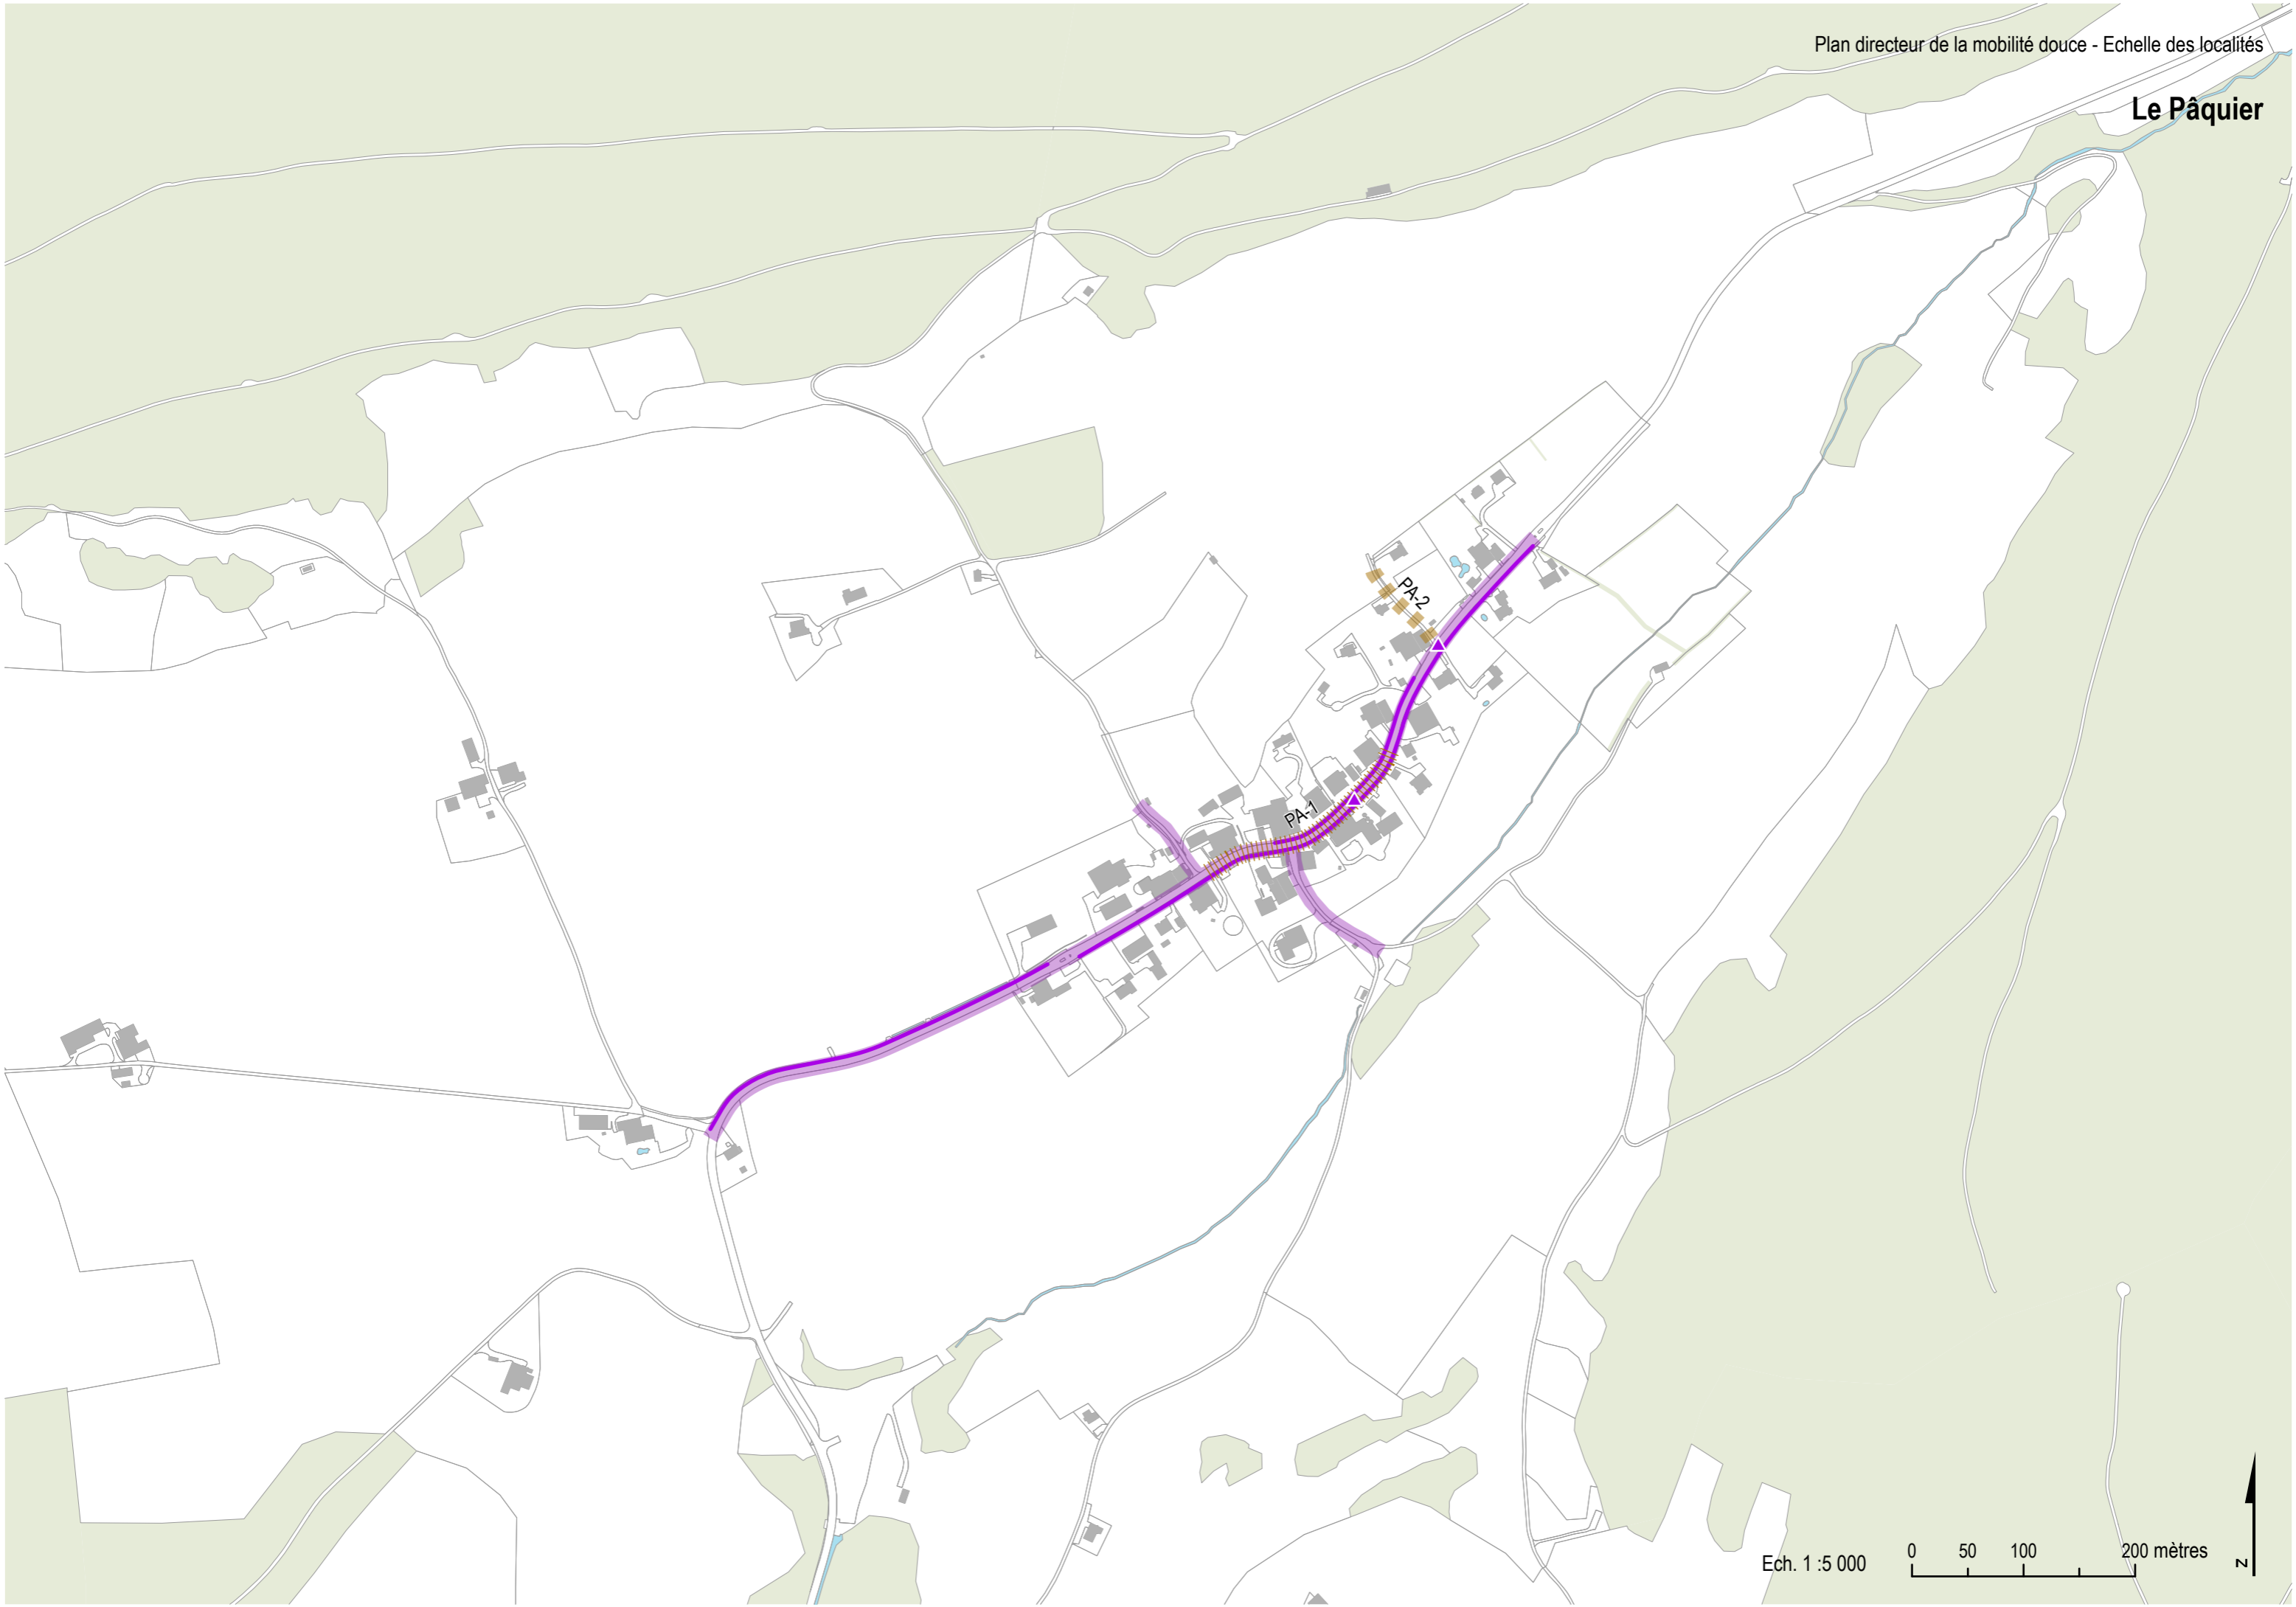 Plan directeur de la mobilité douce - Echelle des localités
Le Pâquier
PA-2
PA-1
Ech. 1 :5 000
0 50 100 200 mètres
N